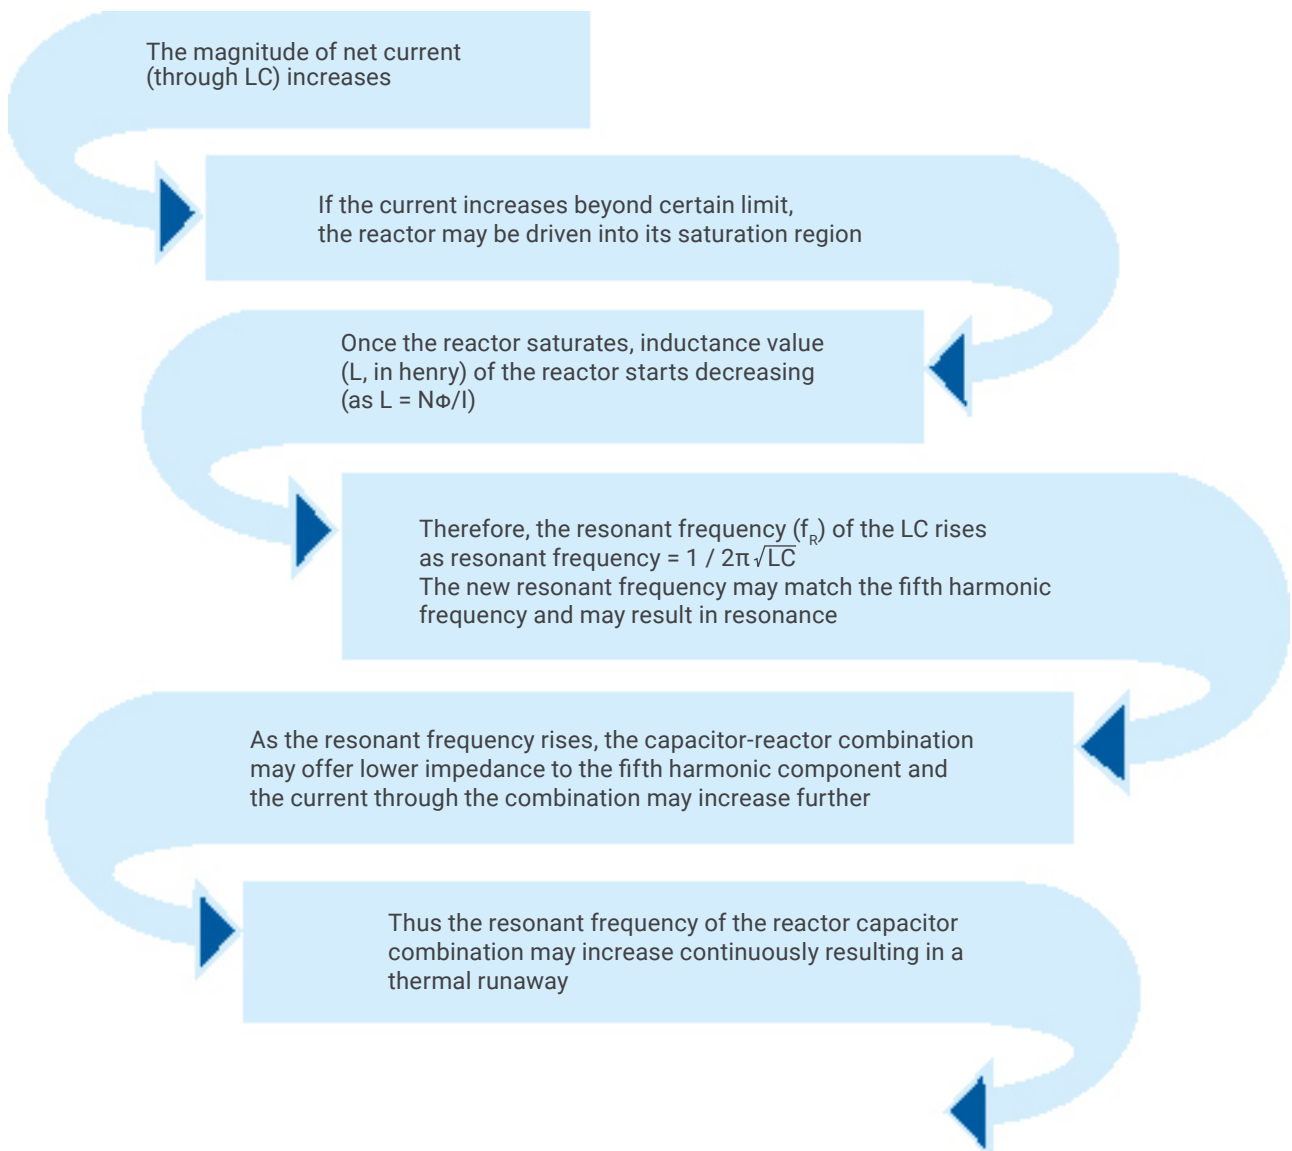 The magnitude of net current
(through LC) increases
If the current increases beyond certain limit,
the reactor may be driven into its saturation region
Once the reactor saturates, inductance value
(L, in henry) of the reactor starts decreasing
(as L = NΦ/I)
Therefore, the resonant frequency (f_R) of the LC rises
as resonant frequency = 1 / 2π√LC
The new resonant frequency may match the fifth harmonic
frequency and may result in resonance
As the resonant frequency rises, the capacitor-reactor combination
may offer lower impedance to the fifth harmonic component and
the current through the combination may increase further
Thus the resonant frequency of the reactor capacitor
combination may increase continuously resulting in a
thermal runaway